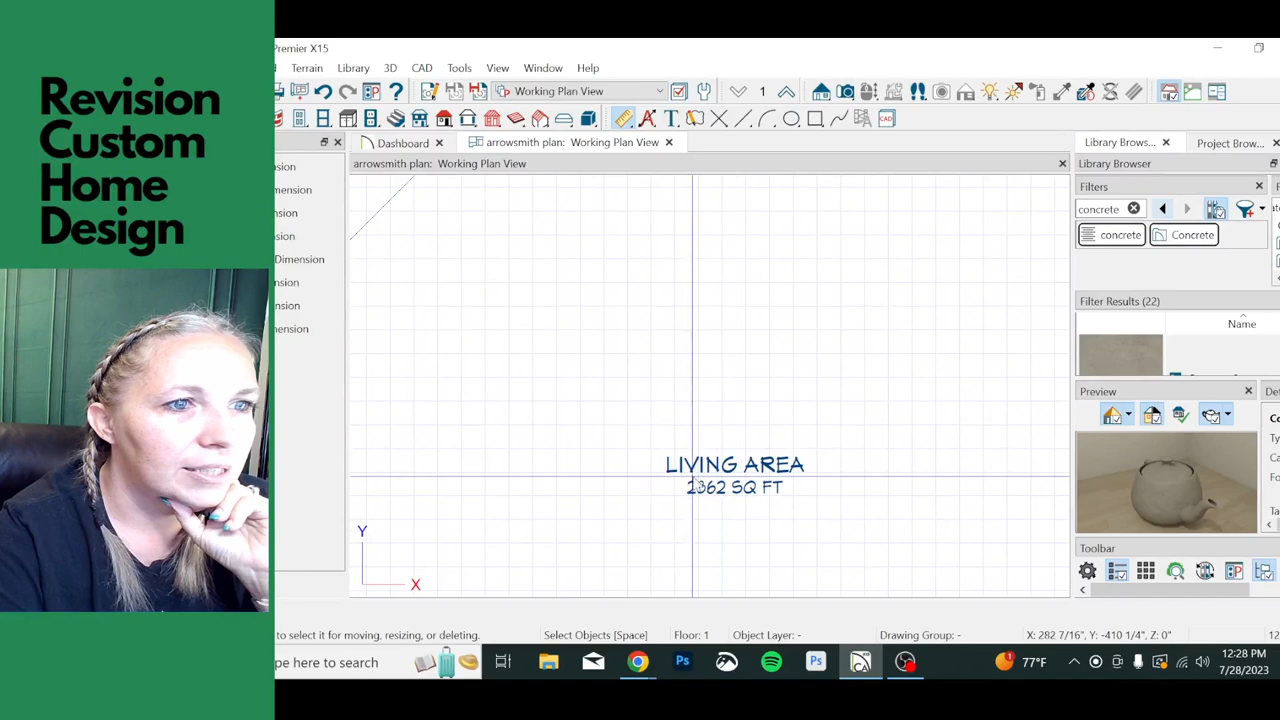 Revision
Custom
Home
Design
Premier X15
Terrain Library 3D CAD Tools View Window Help
Working Plan View
1
Dashboard
arrowsmith plan: Working Plan View
arrowsmith plan: Working Plan View
Library Brows...
Project Brow...
Library Browser
Filters
concrete
concrete
Concrete
Filter Results (22)
Name
Preview
Toolbar
LIVING AREA
2362 SQ FT
Y
X
to select it for moving, resizing, or deleting.
Select Objects [Space]
Floor: 1
Object Layer: -
Drawing Group: -
X: 282 7/16", Y: -410 1/4", Z: 0"
pe here to search
77°F
12:28 PM
7/28/2023